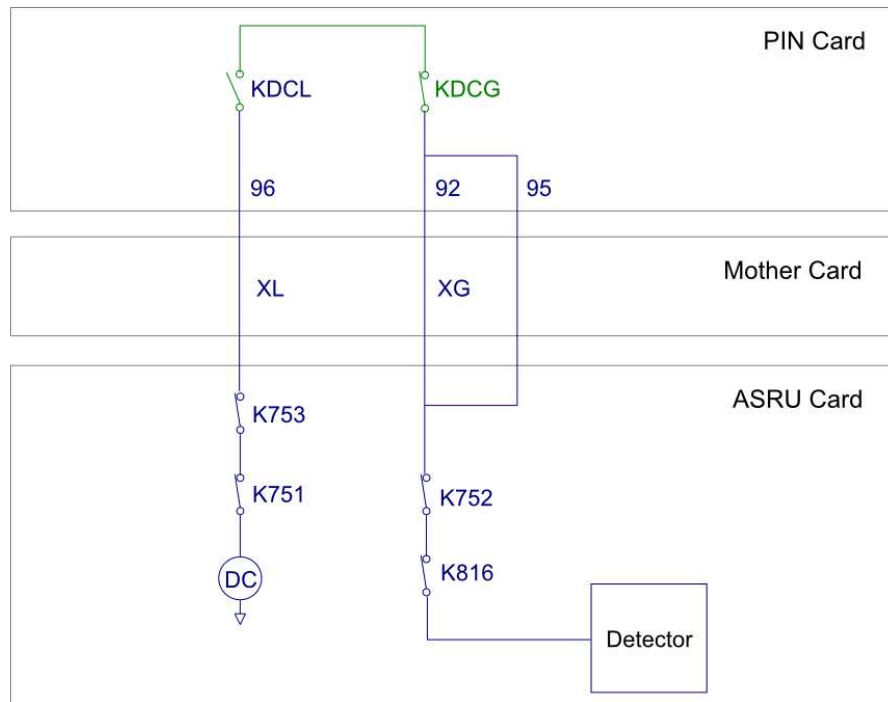 PIN Card
KDCL
KDCG
96
92
95
Mother Card
XL
XG
ASRU Card
K753
K751
K752
K816
DC
Detector